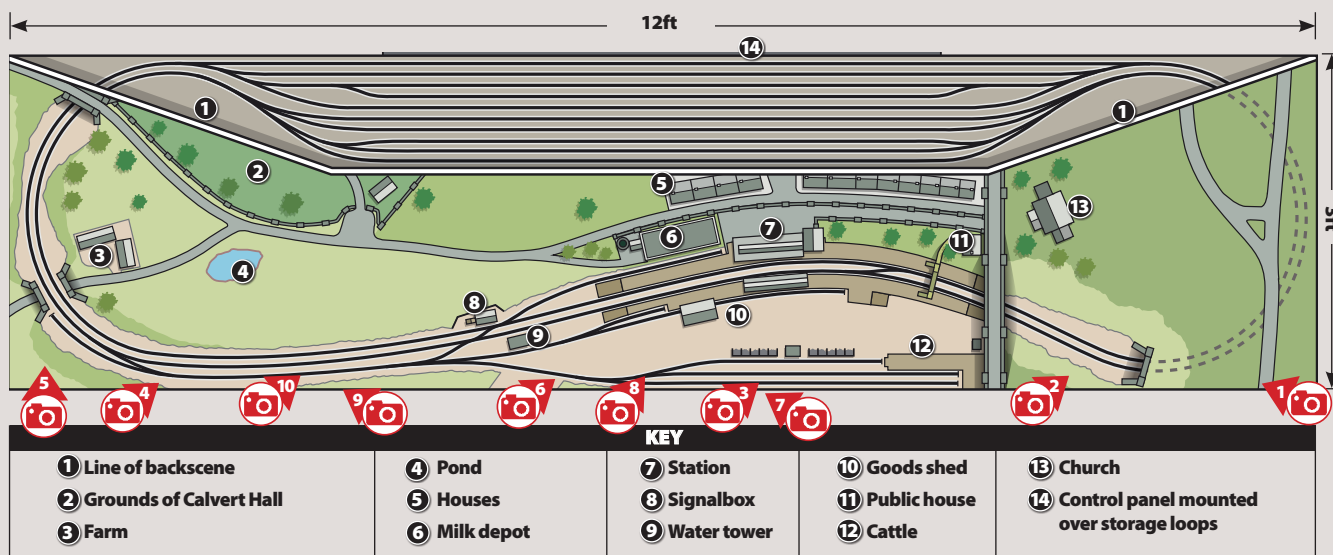 12ft
14
1
1
2
5
13
6
7
11
3
4
8
9
10
12
3ft
5
4
10
9
6
8
3
7
2
1
KEY
1 Line of backscene
2 Grounds of Calvert Hall
3 Farm
4 Pond
5 Houses
6 Milk depot
7 Station
8 Signalbox
9 Water tower
10 Goods shed
11 Public house
12 Cattle
13 Church
14 Control panel mounted
over storage loops